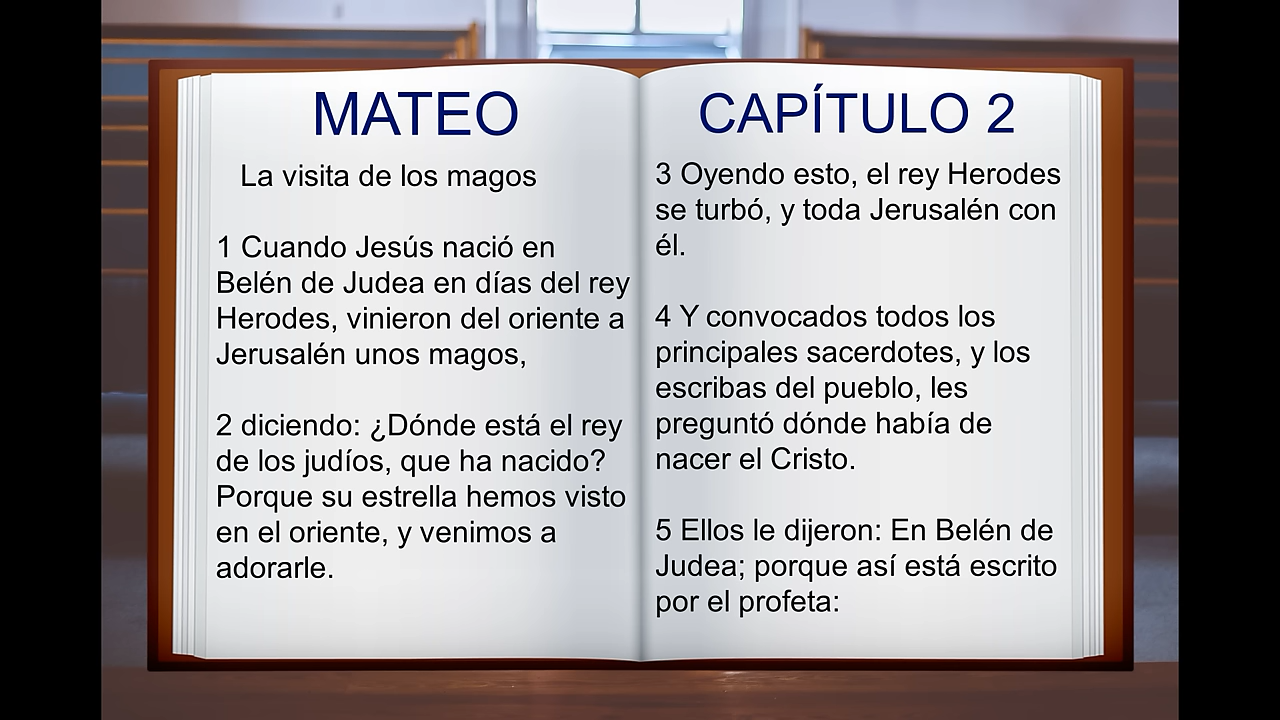 MATEO
La visita de los magos
1 Cuando Jesús nació en
Belén de Judea en días del rey
Herodes, vinieron del oriente a
Jerusalén unos magos,
2 diciendo: ¿Dónde está el rey
de los judíos, que ha nacido?
Porque su estrella hemos visto
en el oriente, y venimos a
adorarle.
CAPÍTULO 2
3 Oyendo esto, el rey Herodes
se turbó, y toda Jerusalén con
él.
4 Y convocados todos los
principales sacerdotes, y los
escribas del pueblo, les
preguntó dónde había de
nacer el Cristo.
5 Ellos le dijeron: En Belén de
Judea; porque así está escrito
por el profeta: